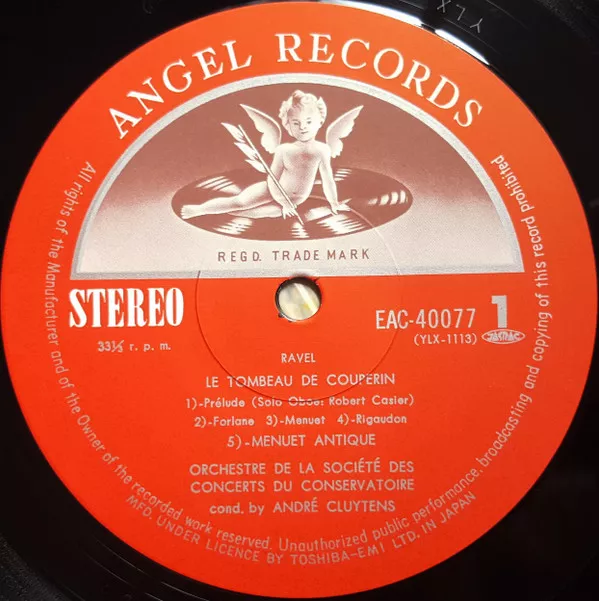 YLX
ANGEL RECORDS
REGD. TRADE MARK
STEREO
33⅓ r. p. m.
EAC-40077 1
(YLX-1113) JASRAC
RAVEL
LE TOMBEAU DE COUPERIN
1)-Prélude (Solo Oboe: Robert Casier)
2)-Forlane 3)-Menuet 4)-Rigaudon
5)-MENUET ANTIQUE
ORCHESTRE DE LA SOCIÉTÉ DES
CONCERTS DU CONSERVATOIRE
cond. by ANDRÉ CLUYTENS
All rights of the Manufacturer and of the Owner of the recorded work reserved. Unauthorized public performance, broadcasting and copying of this record prohibited
MFD. UNDER LICENCE BY TOSHIBA-EMI LTD. IN JAPAN